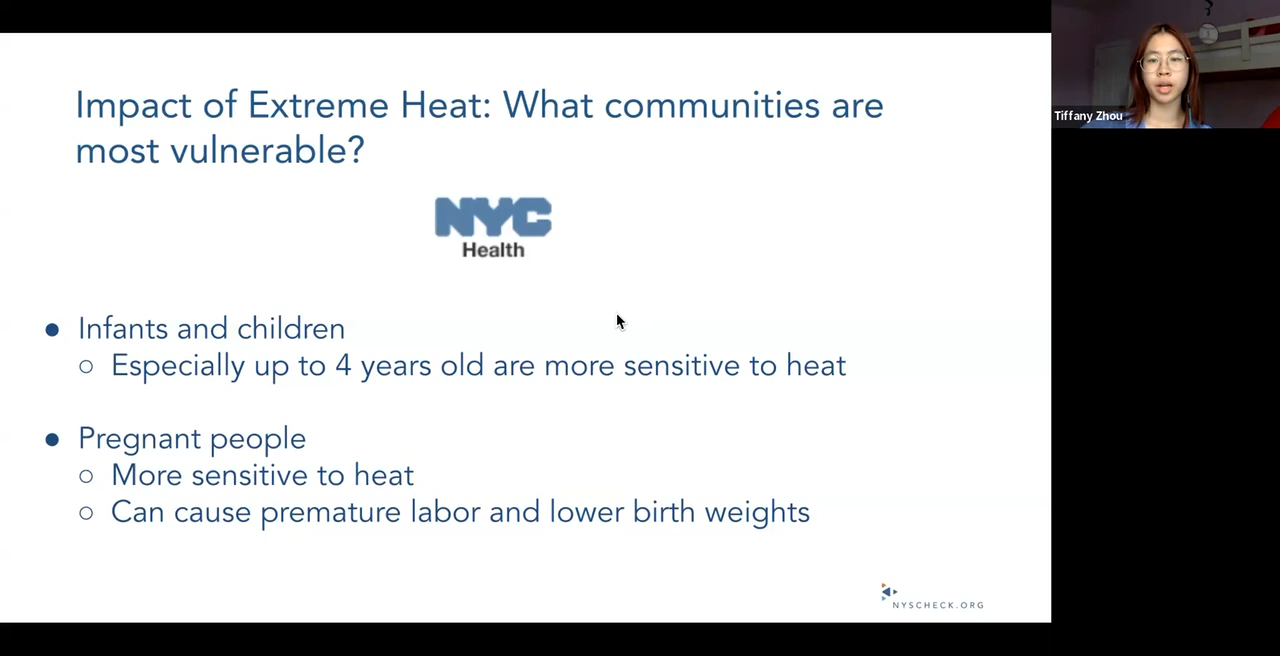 Impact of Extreme Heat: What communities are
most vulnerable?
NYC
Health
● Infants and children
○ Especially up to 4 years old are more sensitive to heat
● Pregnant people
○ More sensitive to heat
○ Can cause premature labor and lower birth weights
NYSCHECK.ORG
Tiffany Zhou